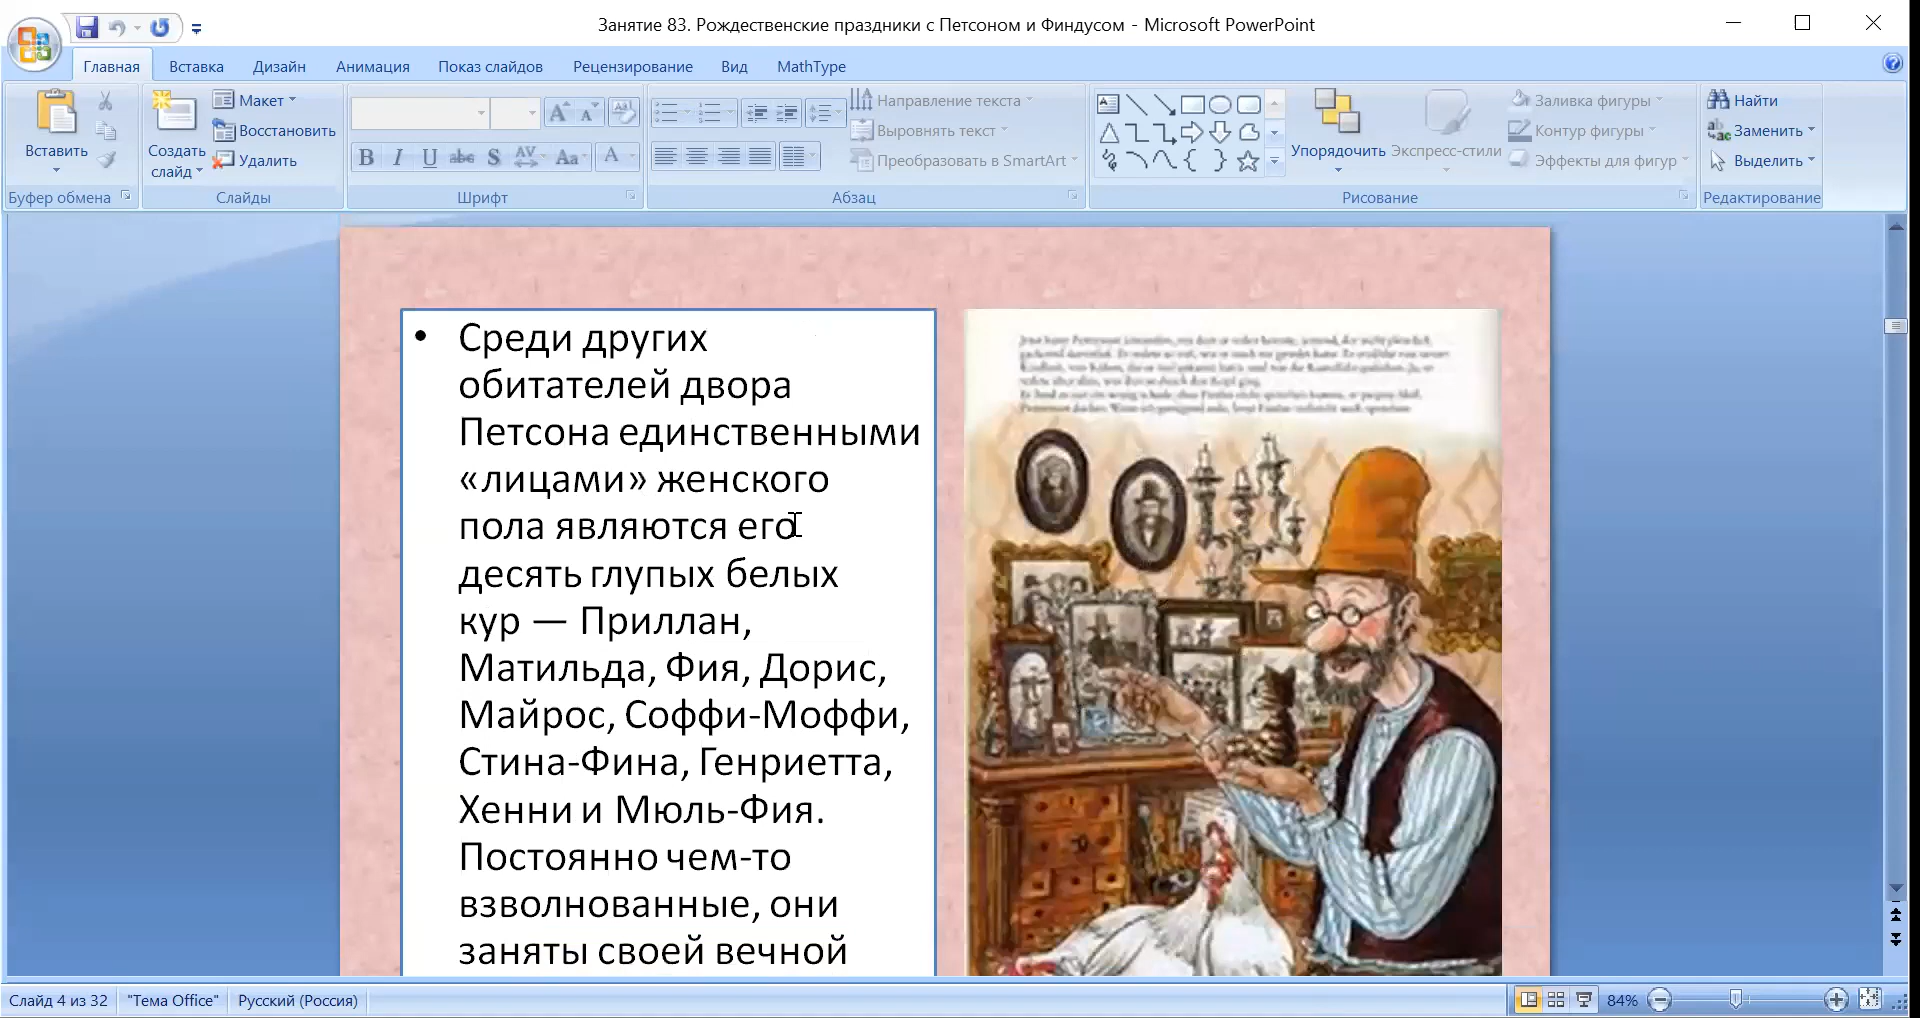 Занятие 83. Рождественские праздники с Петсоном и Финдусом - Microsoft PowerPoint
Главная Вставка Дизайн Анимация Показ слайдов Рецензирование Вид MathType
Вставить
Буфер обмена
Создать слайд
Макет
Восстановить
Удалить
Слайды
Шрифт
Направление текста
Выровнять текст
Преобразовать в SmartArt
Абзац
Упорядочить
Экспресс-стили
Заливка фигуры
Контур фигуры
Эффекты для фигур
Рисование
Найти
Заменить
Выделить
Редактирование
• Среди других
обитателей двора
Петсона единственными
«лицами» женского
пола являются его
десять глупых белых
кур — Приллан,
Матильда, Фия, Дорис,
Майрос, Соффи-Моффи,
Стина-Фина, Генриетта,
Хенни и Мюль-Фия.
Постоянно чем-то
взволнованные, они
заняты своей вечной
Слайд 4 из 32 "Тема Office" Русский (Россия) 84%